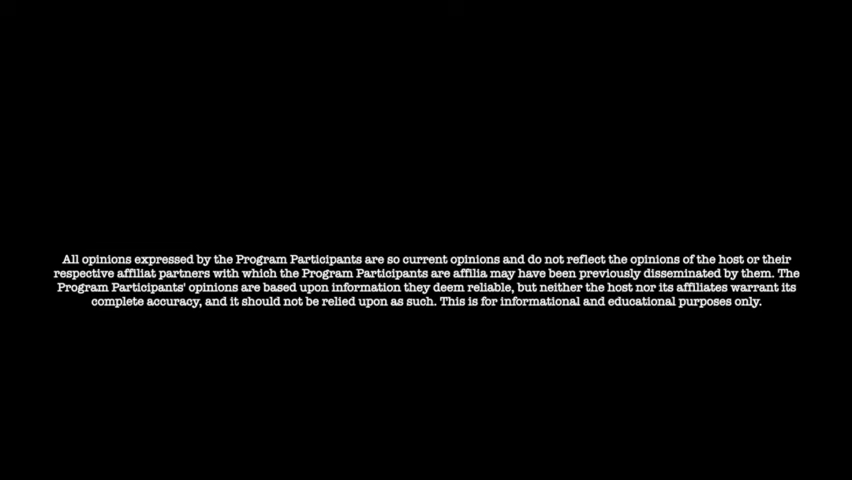 All opinions expressed by the Program Participants are so current opinions and do not reflect the opinions of the host or their
respective affiliat partners with which the Program Participants are affilia may have been previously disseminated by them. The
Program Participants' opinions are based upon information they deem reliable, but neither the host nor its affiliates warrant its
complete accuracy, and it should not be relied upon as such. This is for informational and educational purposes only.